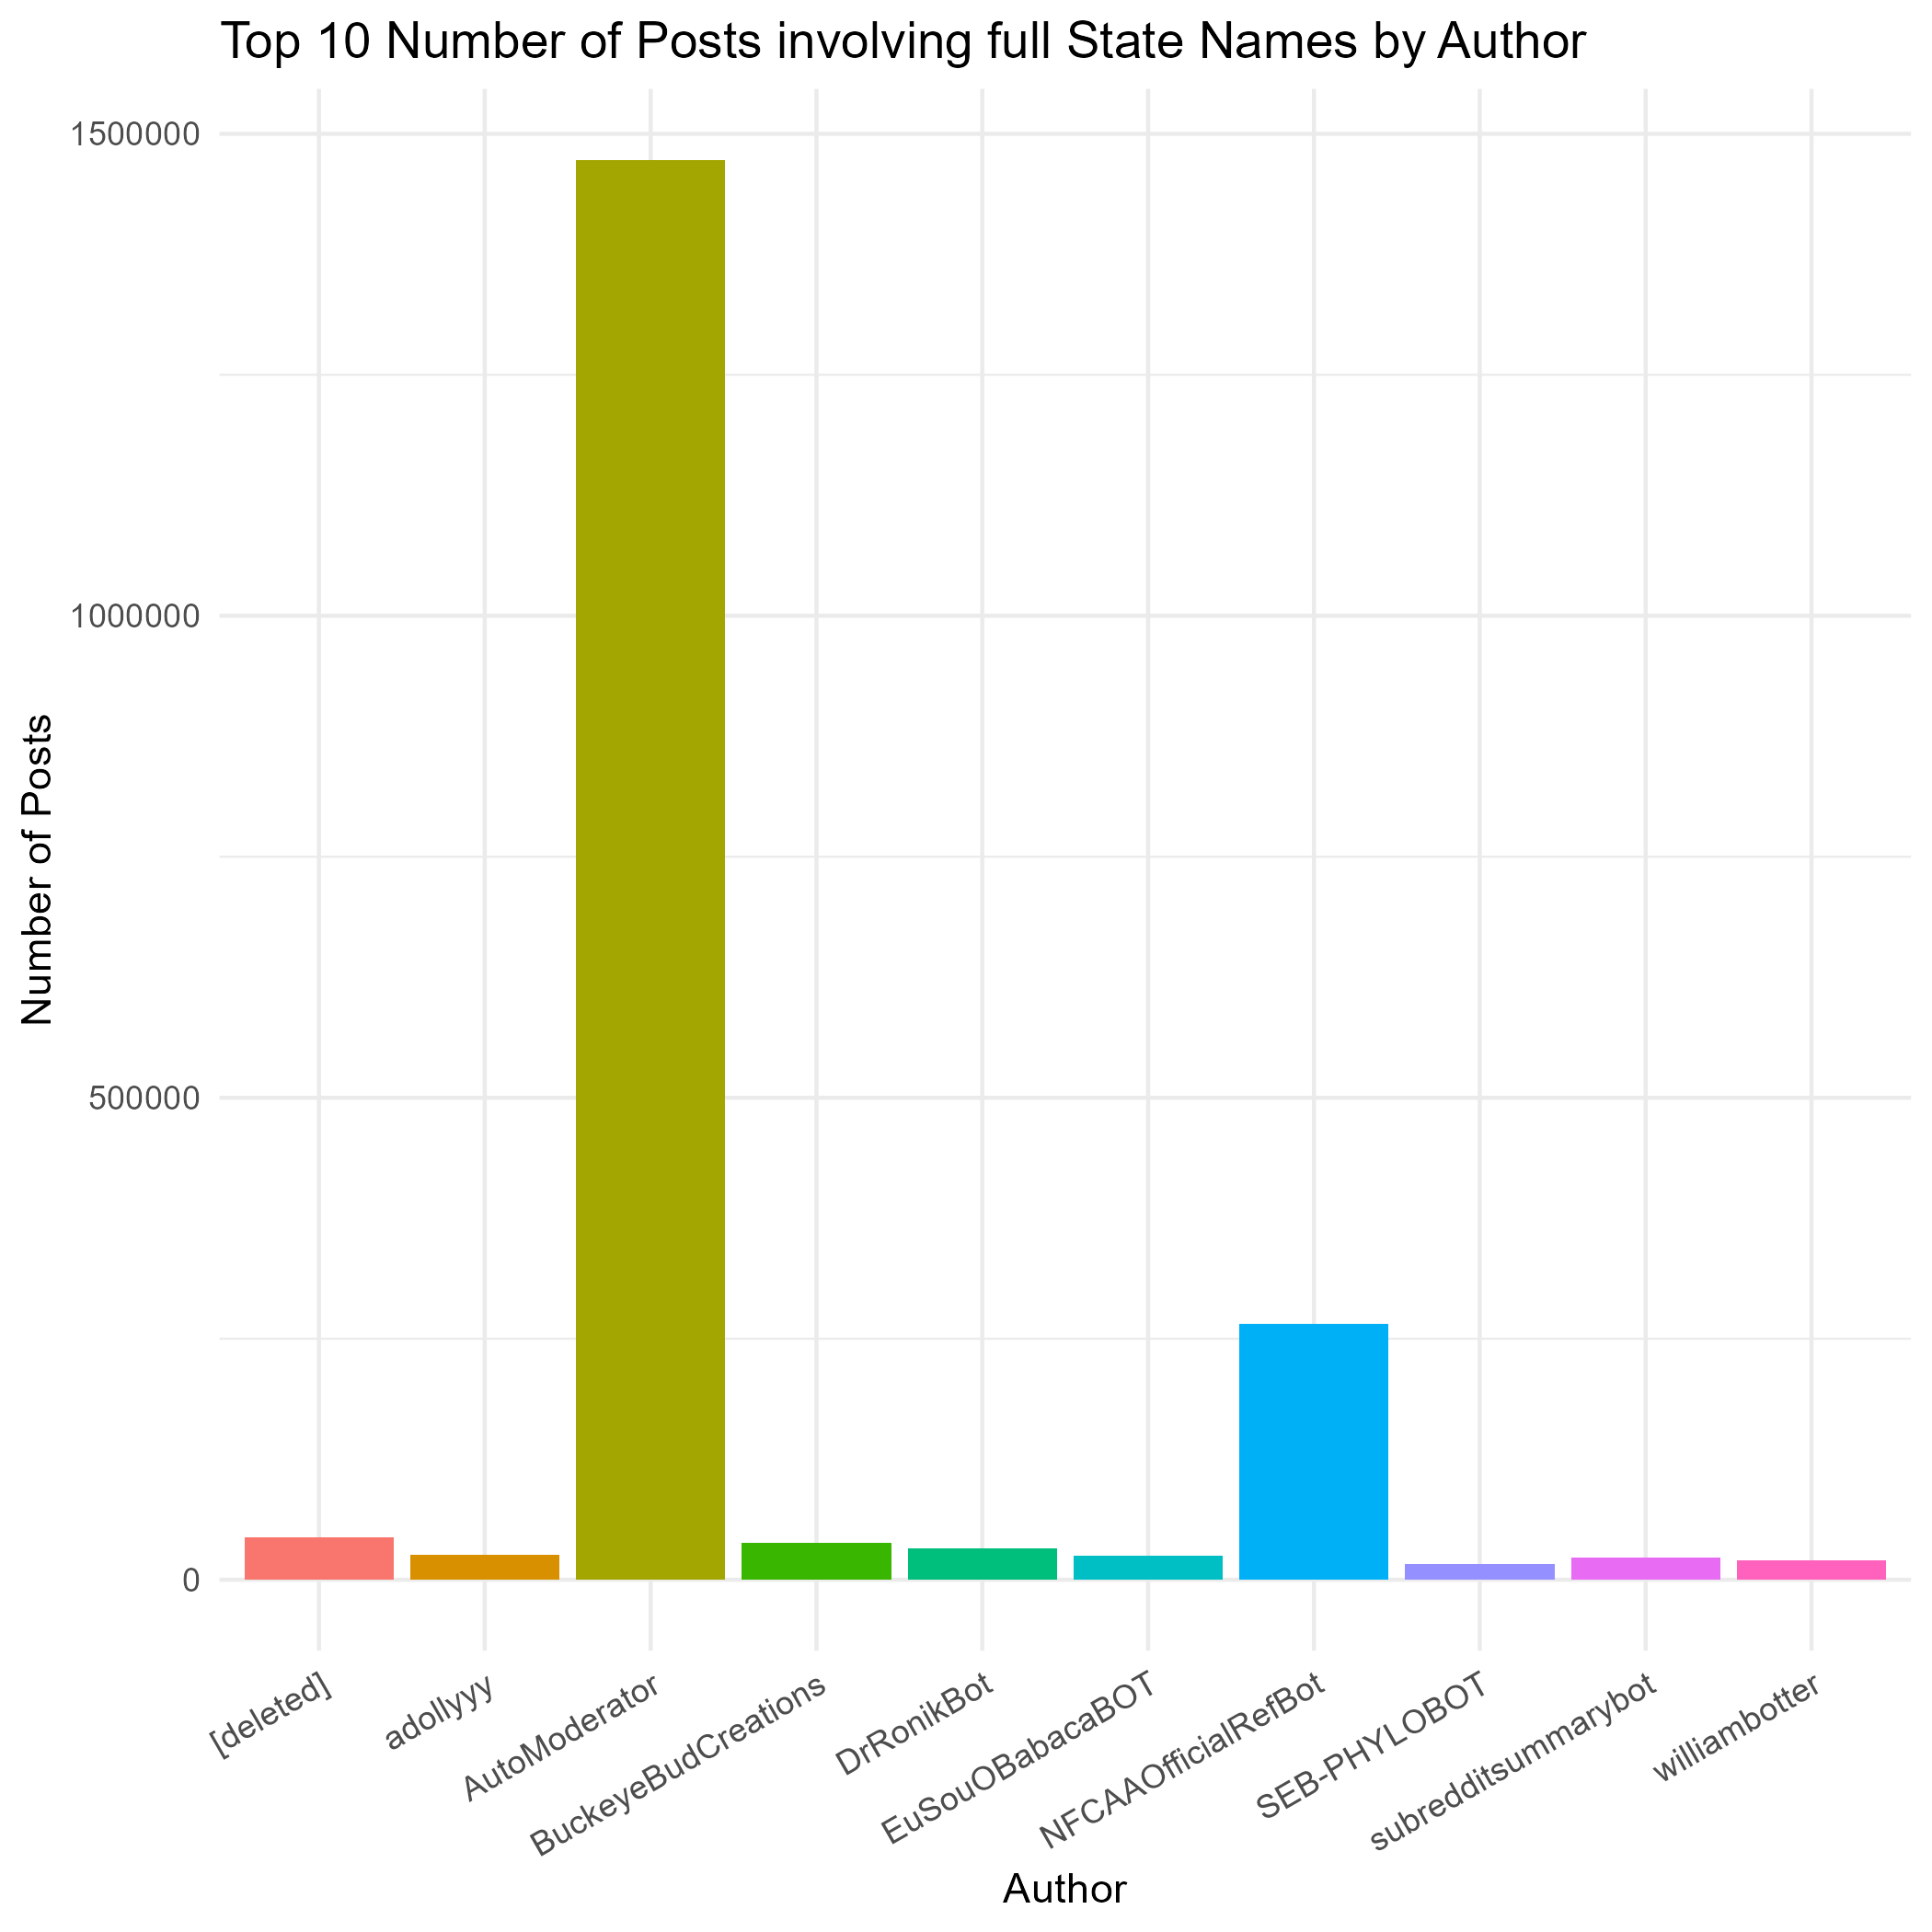 Top 10 Number of Posts involving full State Names by Author
1500000
1000000
500000
0
Number of Posts
[deleted]
adollyyy
AutoModerator
BuckeyeBudCreations
DrRonikBot
EuSouOBabacaBOT
NFCAAOfficialRefBot
SEB-PHYLOBOT
subredditsummarybot
williambotter
Author